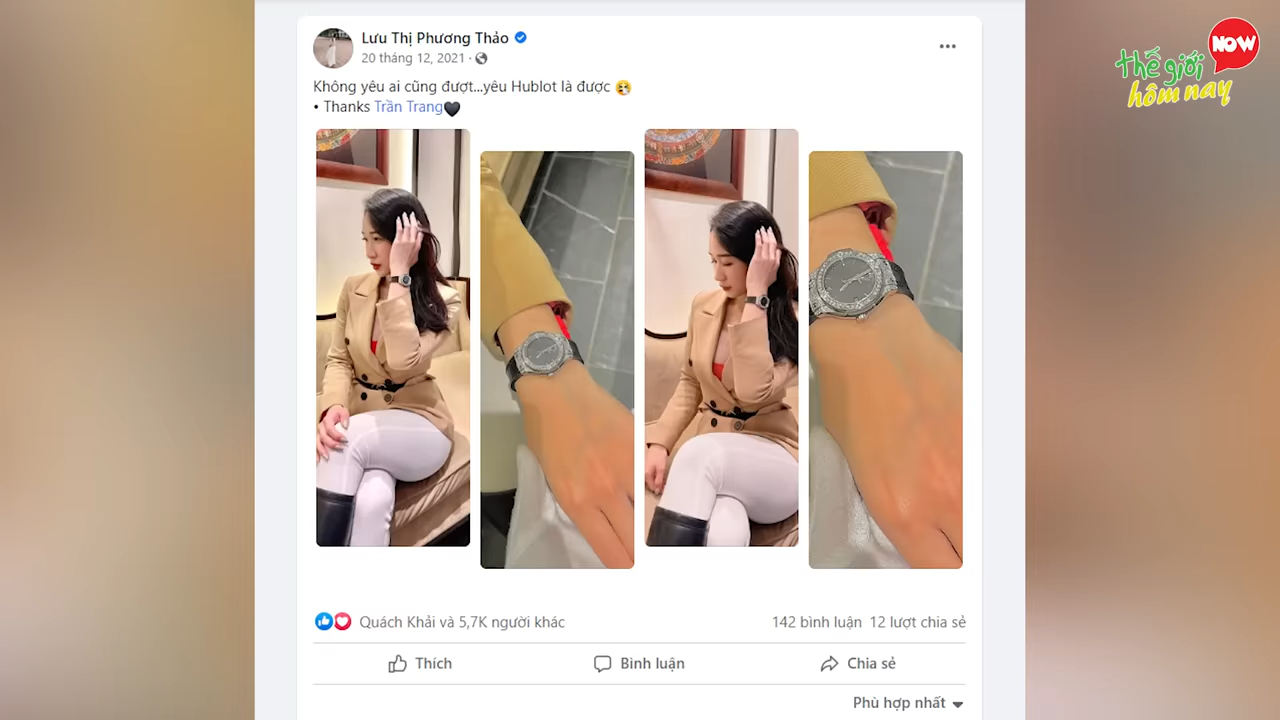 Lưu Thị Phương Thảo
20 tháng 12, 2021 ·
Không yêu ai cũng đượt...yêu Hublot là được
• Thanks Trần Trang
Quách Khải và 5,7K người khác
142 bình luận 12 lượt chia sẻ
Thích
Bình luận
Chia sẻ
Phù hợp nhất
thế giới
hôm nay
NOW